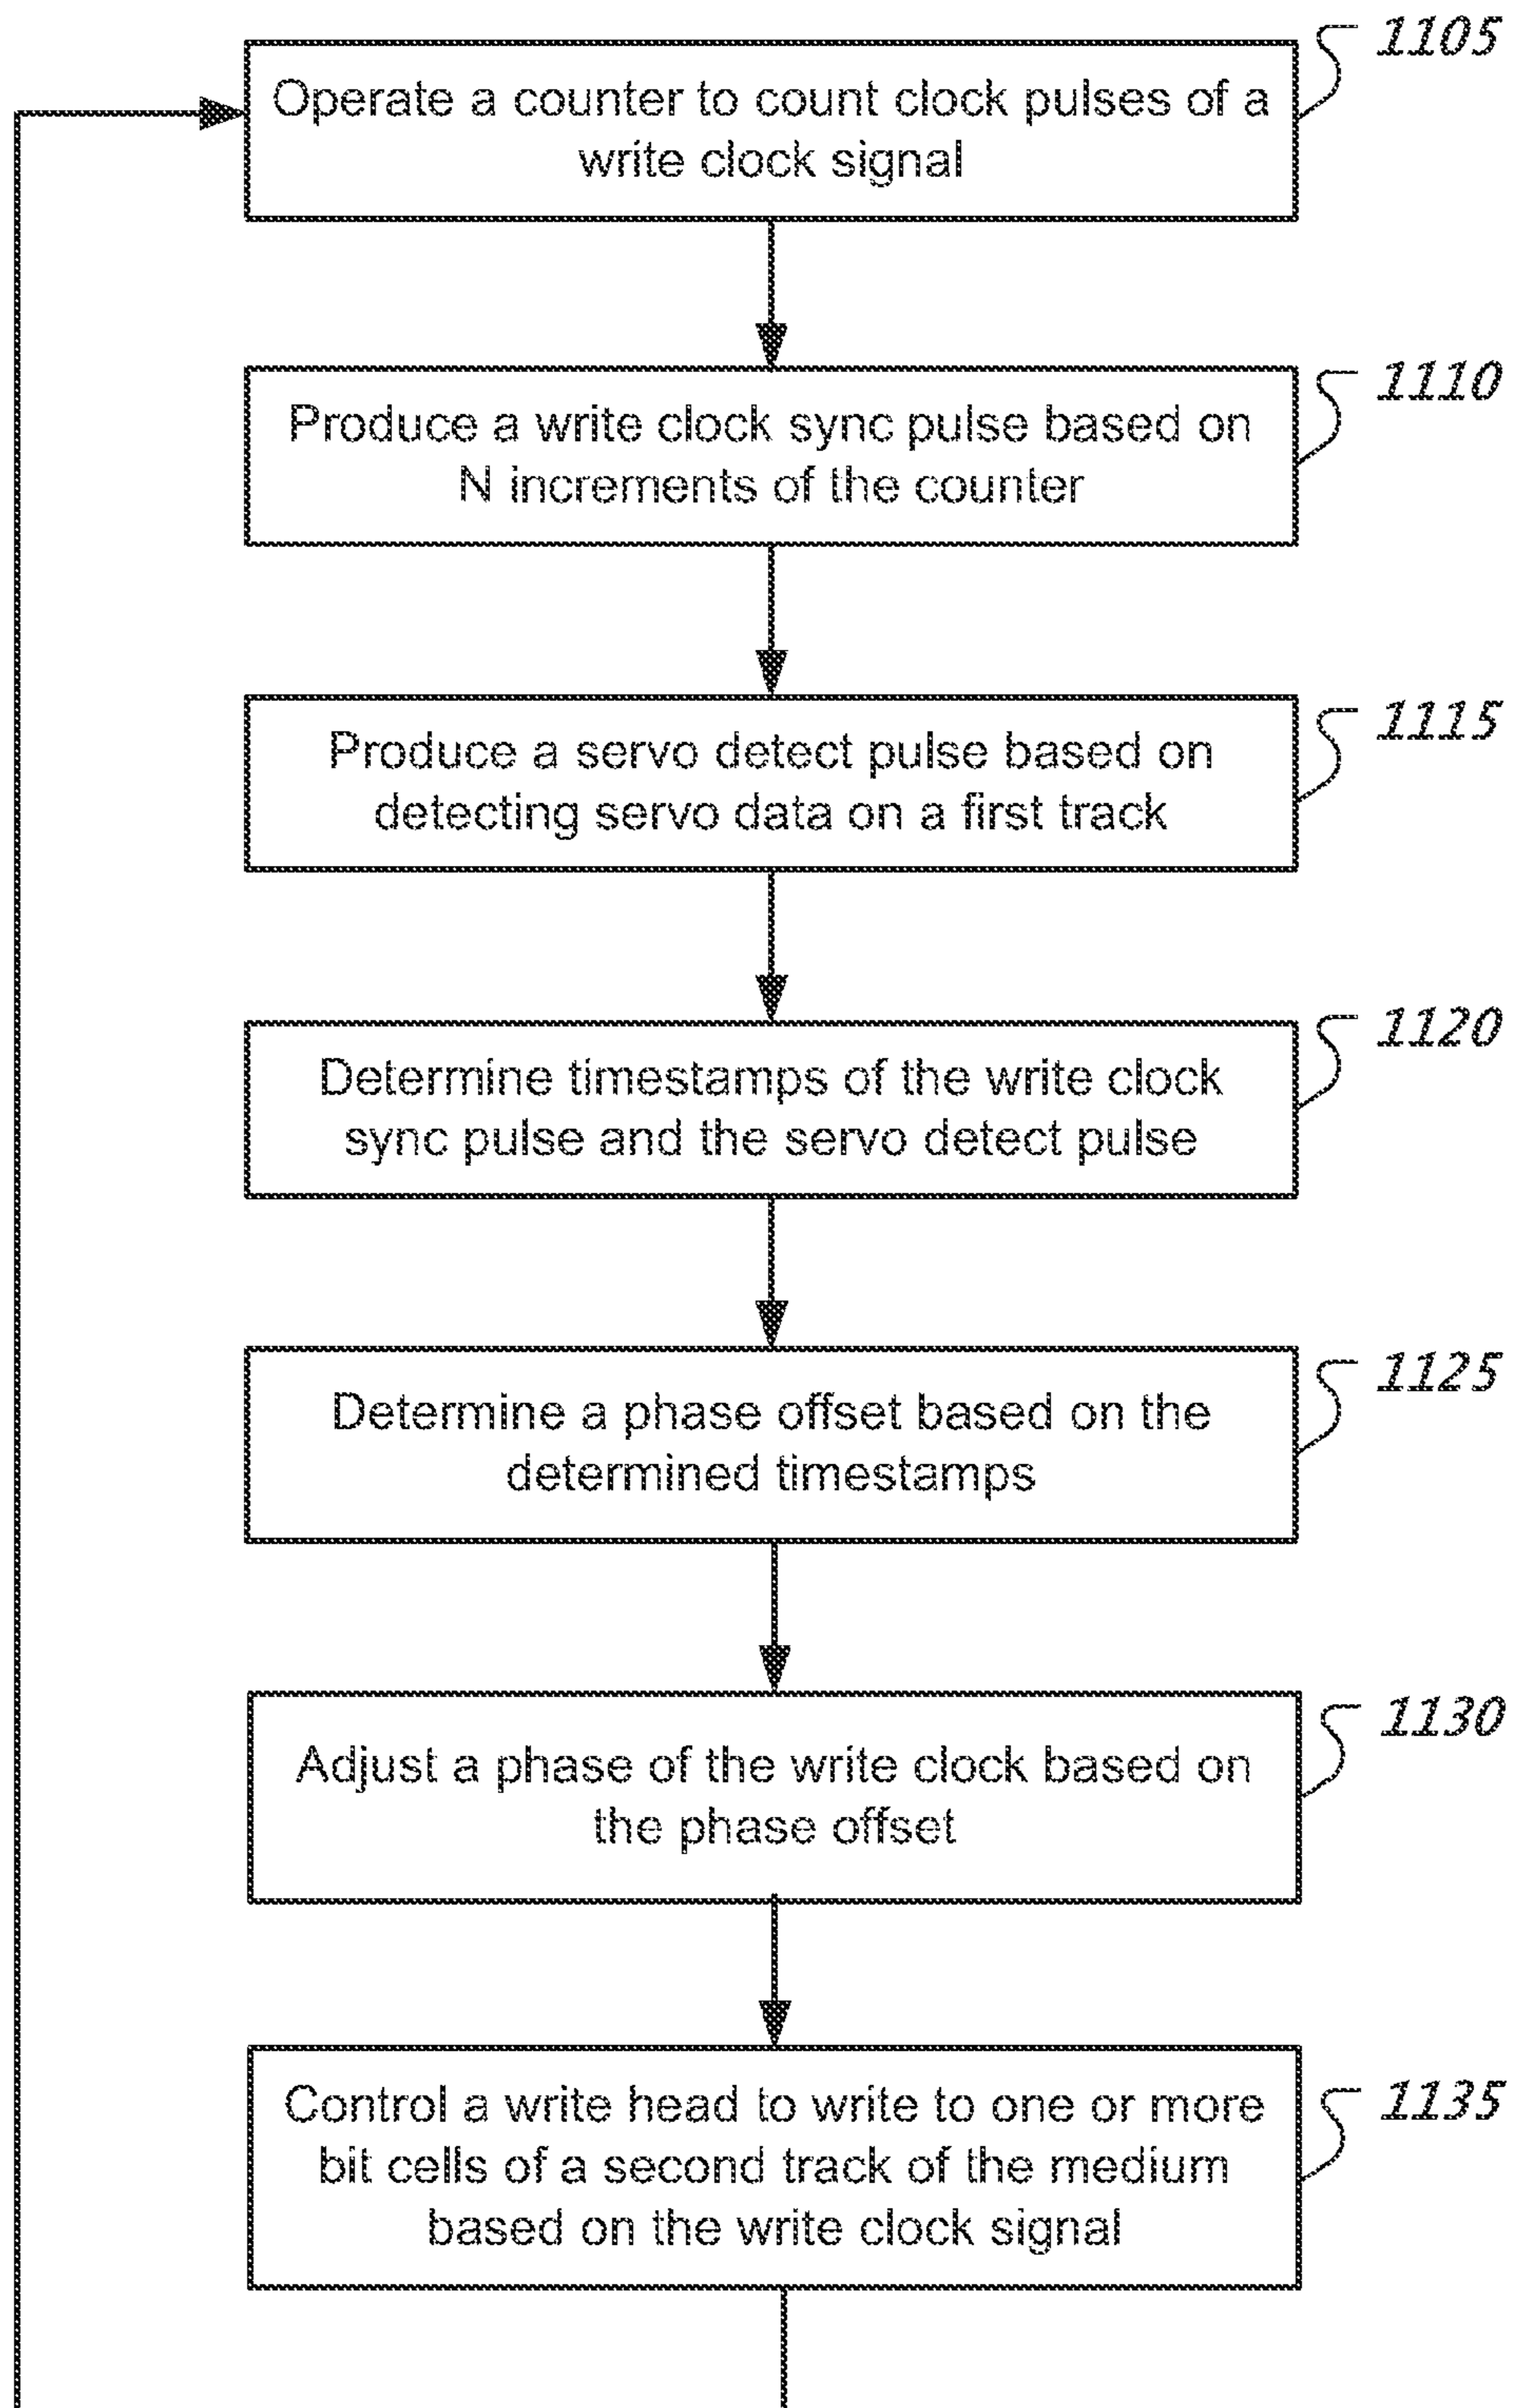 1105
Operate a counter to count clock pulses of a
write clock signal
1110
Produce a write clock sync pulse based on
N increments of the counter
1115
Produce a servo detect pulse based on
detecting servo data on a first track
1120
Determine timestamps of the write clock
sync pulse and the servo detect pulse
1125
Determine a phase offset based on the
determined timestamps
1130
Adjust a phase of the write clock based on
the phase offset
1135
Control a write head to write to one or more
bit cells of a second track of the medium
based on the write clock signal